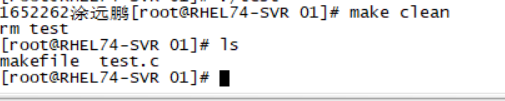 1652262涂远鹏[root@RHEL74-SVR 01]# make clean
rm test
[root@RHEL74-SVR 01]# ls
makefile  test.c
[root@RHEL74-SVR 01]#